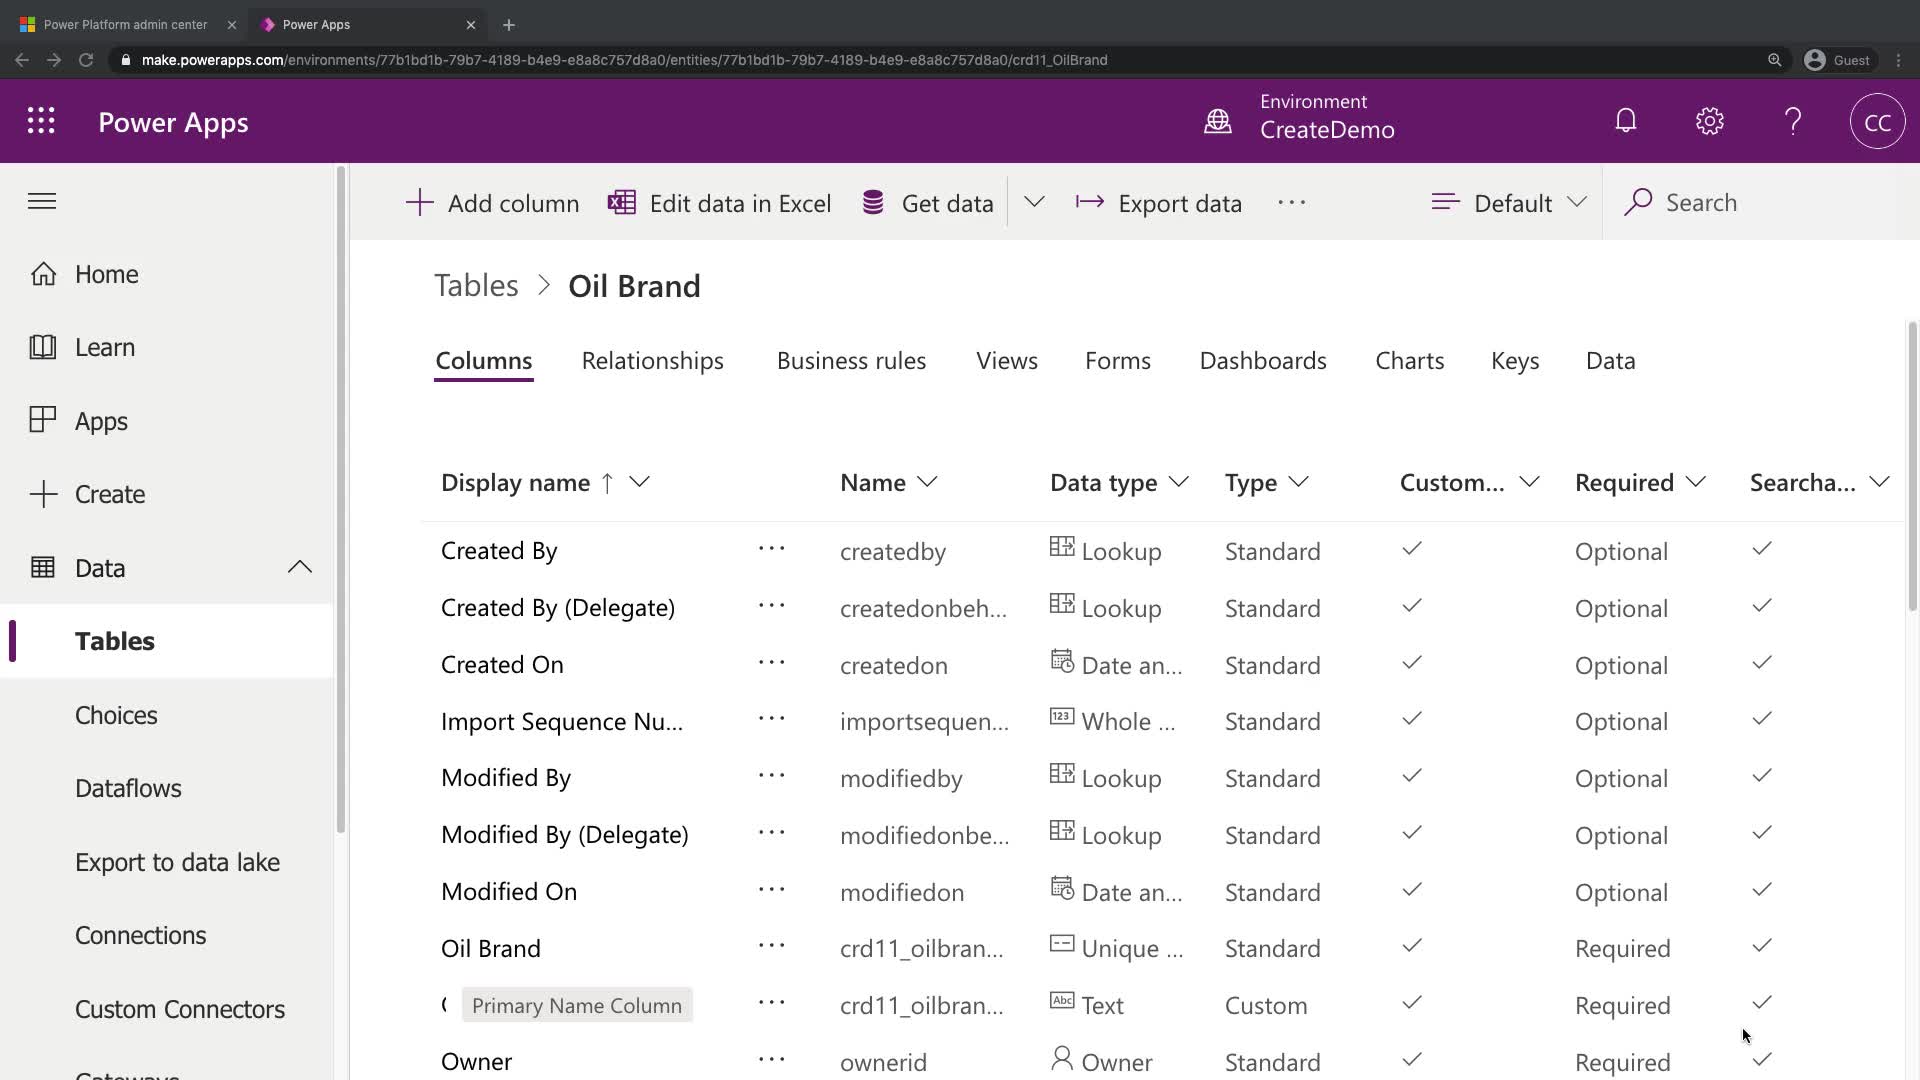 Power Platform admin center
Power Apps
make.powerapps.com/environments/77b1bd1b-79b7-4189-b4e9-e8a8c757d8a0/entities/77b1bd1b-79b7-4189-b4e9-e8a8c757d8a0/crd11_OilBrand
Guest
Power Apps
Environment
CreateDemo
CC
Add column
Edit data in Excel
Get data
Export data
Default
Search
Home
Learn
Apps
Create
Data
Tables
Choices
Dataflows
Export to data lake
Connections
Custom Connectors
Gateways
Tables > Oil Brand
Columns Relationships Business rules Views Forms Dashboards Charts Keys Data
Display name Name Data type Type Custom... Required Searcha...
Created By ... createdby Lookup Standard Optional
Created By (Delegate) ... createdonbeh... Lookup Standard Optional
Created On ... createdon Date an... Standard Optional
Import Sequence Nu... ... importsequen... Whole ... Standard Optional
Modified By ... modifiedby Lookup Standard Optional
Modified By (Delegate) ... modifiedonbe... Lookup Standard Optional
Modified On ... modifiedon Date an... Standard Optional
Oil Brand ... crd11_oilbran... Unique ... Standard Required
Primary Name Column ... crd11_oilbran... Abc Text Custom Required
Owner ... ownerid Owner Standard Required